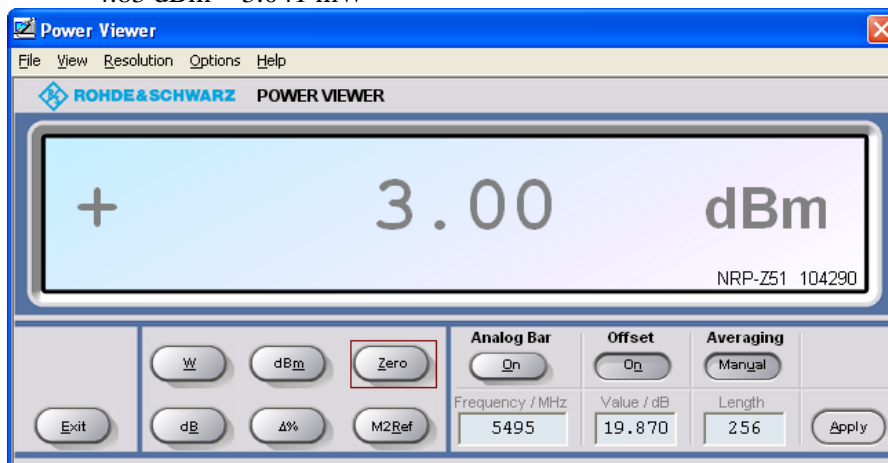 Power Viewer
File View Resolution Options Help
ROHDE&SCHWARZ POWER VIEWER
+ 3.00 dBm
NRP-Z51 104290
Analog Bar Offset Averaging
W dBm Zero On On Manual
Frequency / MHz Value / dB Length
Exit dB Δ% M2Ref 5495 19.870 256 Apply